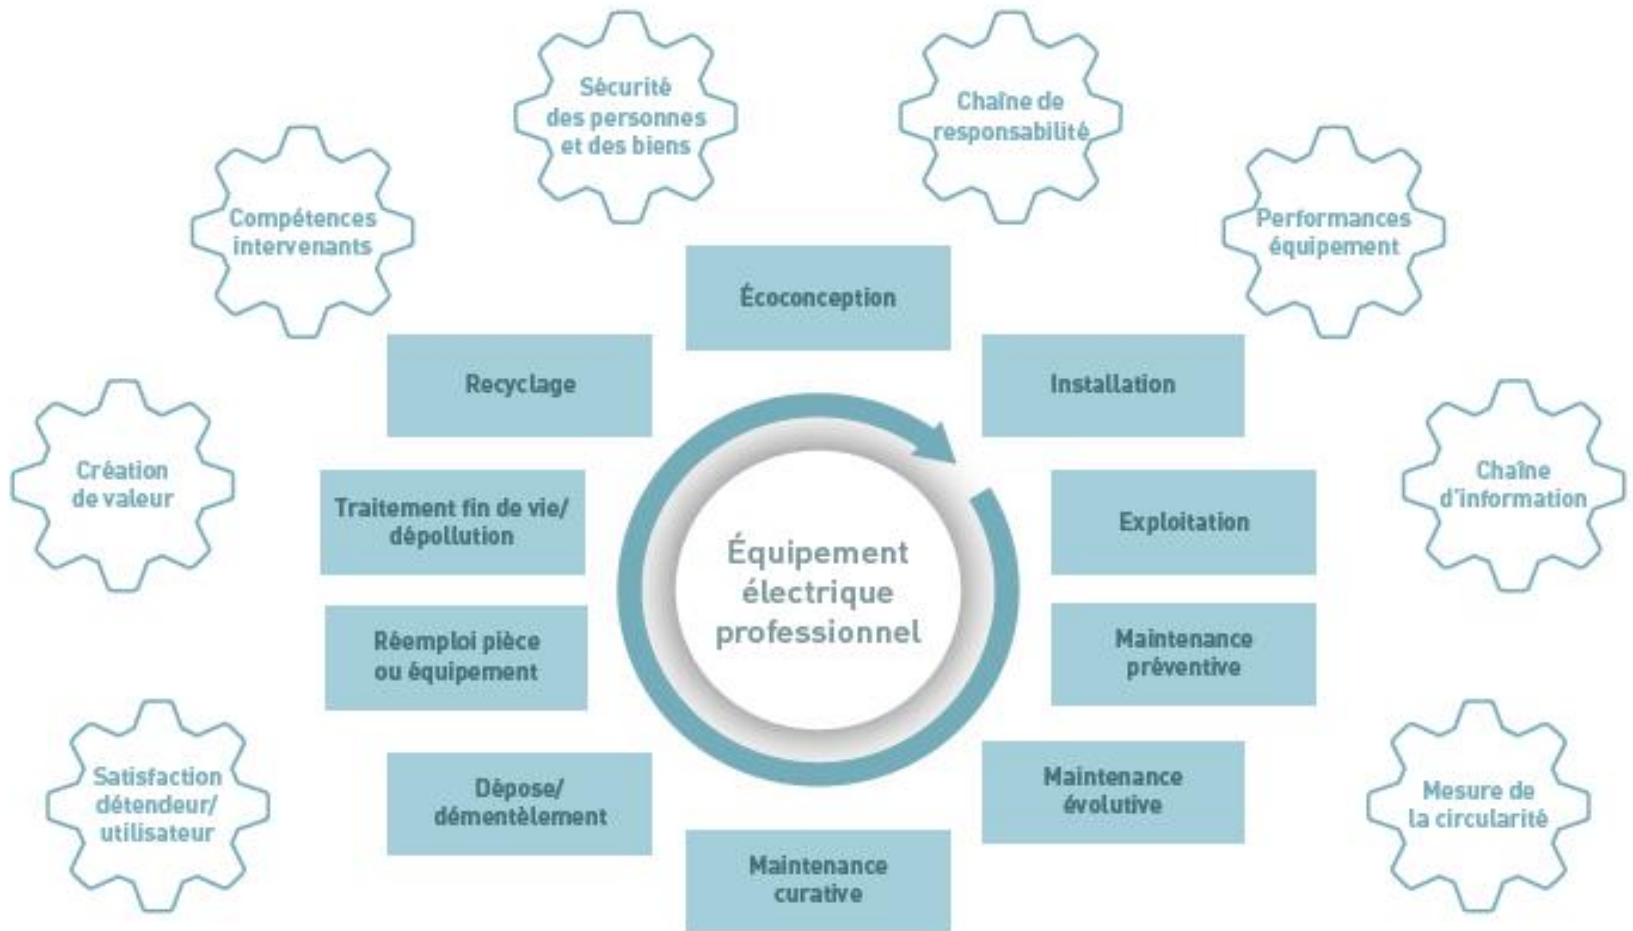 Sécurité
des personnes
et des biens
Chaîne de
responsabilité
Compétences
intervenants
Performances
équipement
Écoconception
Recyclage
Installation
Création
de valeur
Chaîne
d'information
Traitement fin de vie/
dépollution
Exploitation
Équipement
électrique
professionnel
Réemploi pièce
ou équipement
Maintenance
préventive
Satisfaction
détendeur/
utilisateur
Dépose/
démentèlement
Maintenance
évolutive
Mesure de
la circularité
Maintenance
curative